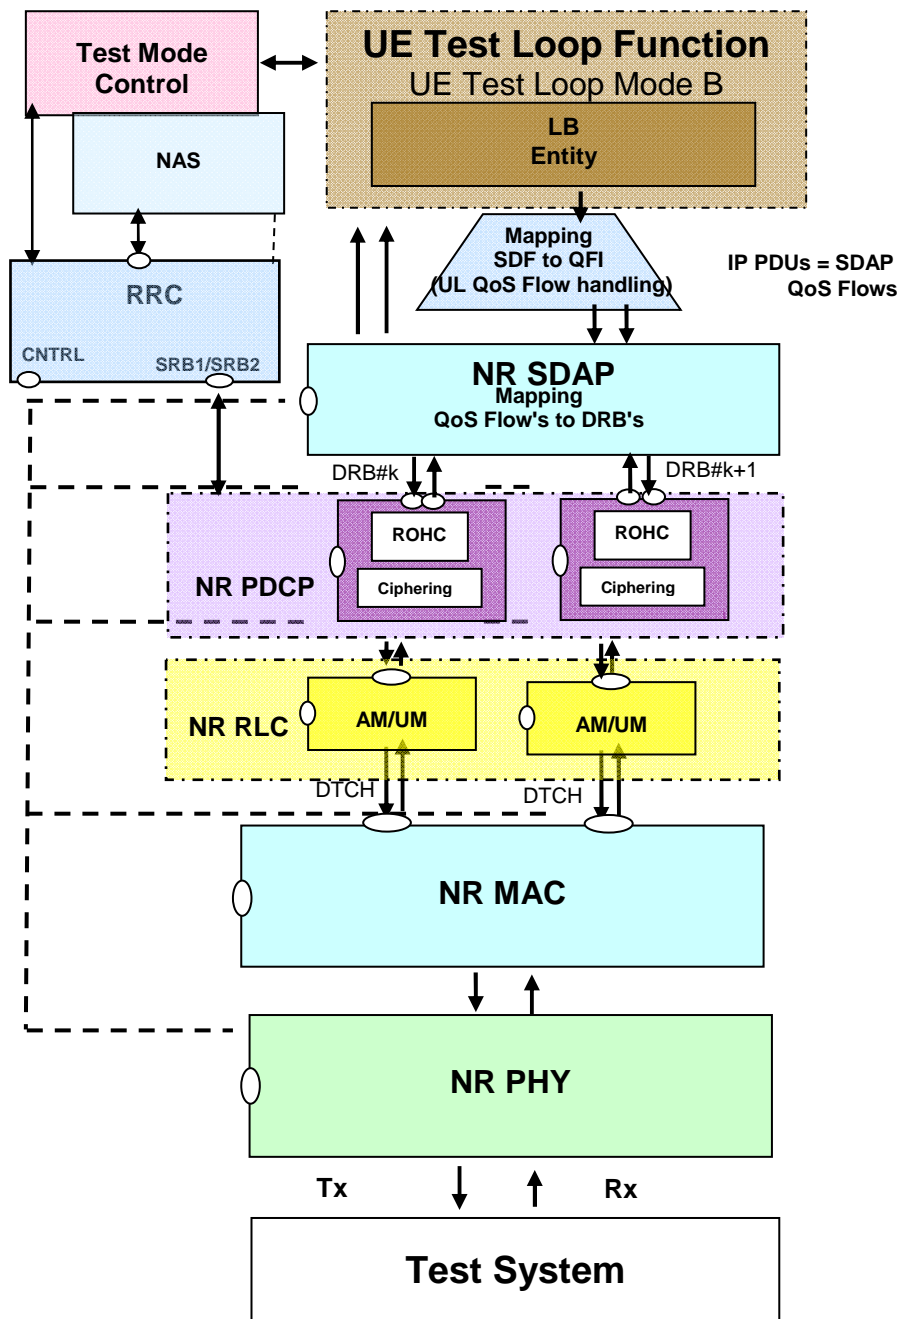 Test Mode
Control
UE Test Loop Function
UE Test Loop Mode B
LB
Entity
NAS
Mapping
SDF to QFI
(UL QoS Flow handling)
IP PDUs = SDAP
QoS Flows
RRC
CNTRL
SRB1/SRB2
NR SDAP
Mapping
QoS Flow's to DRB's
DRB#k
DRB#k+1
ROHC
ROHC
NR PDCP
Ciphering
Ciphering
NR RLC
AM/UM
AM/UM
DTCH
DTCH
NR MAC
NR PHY
Tx
Rx
Test System